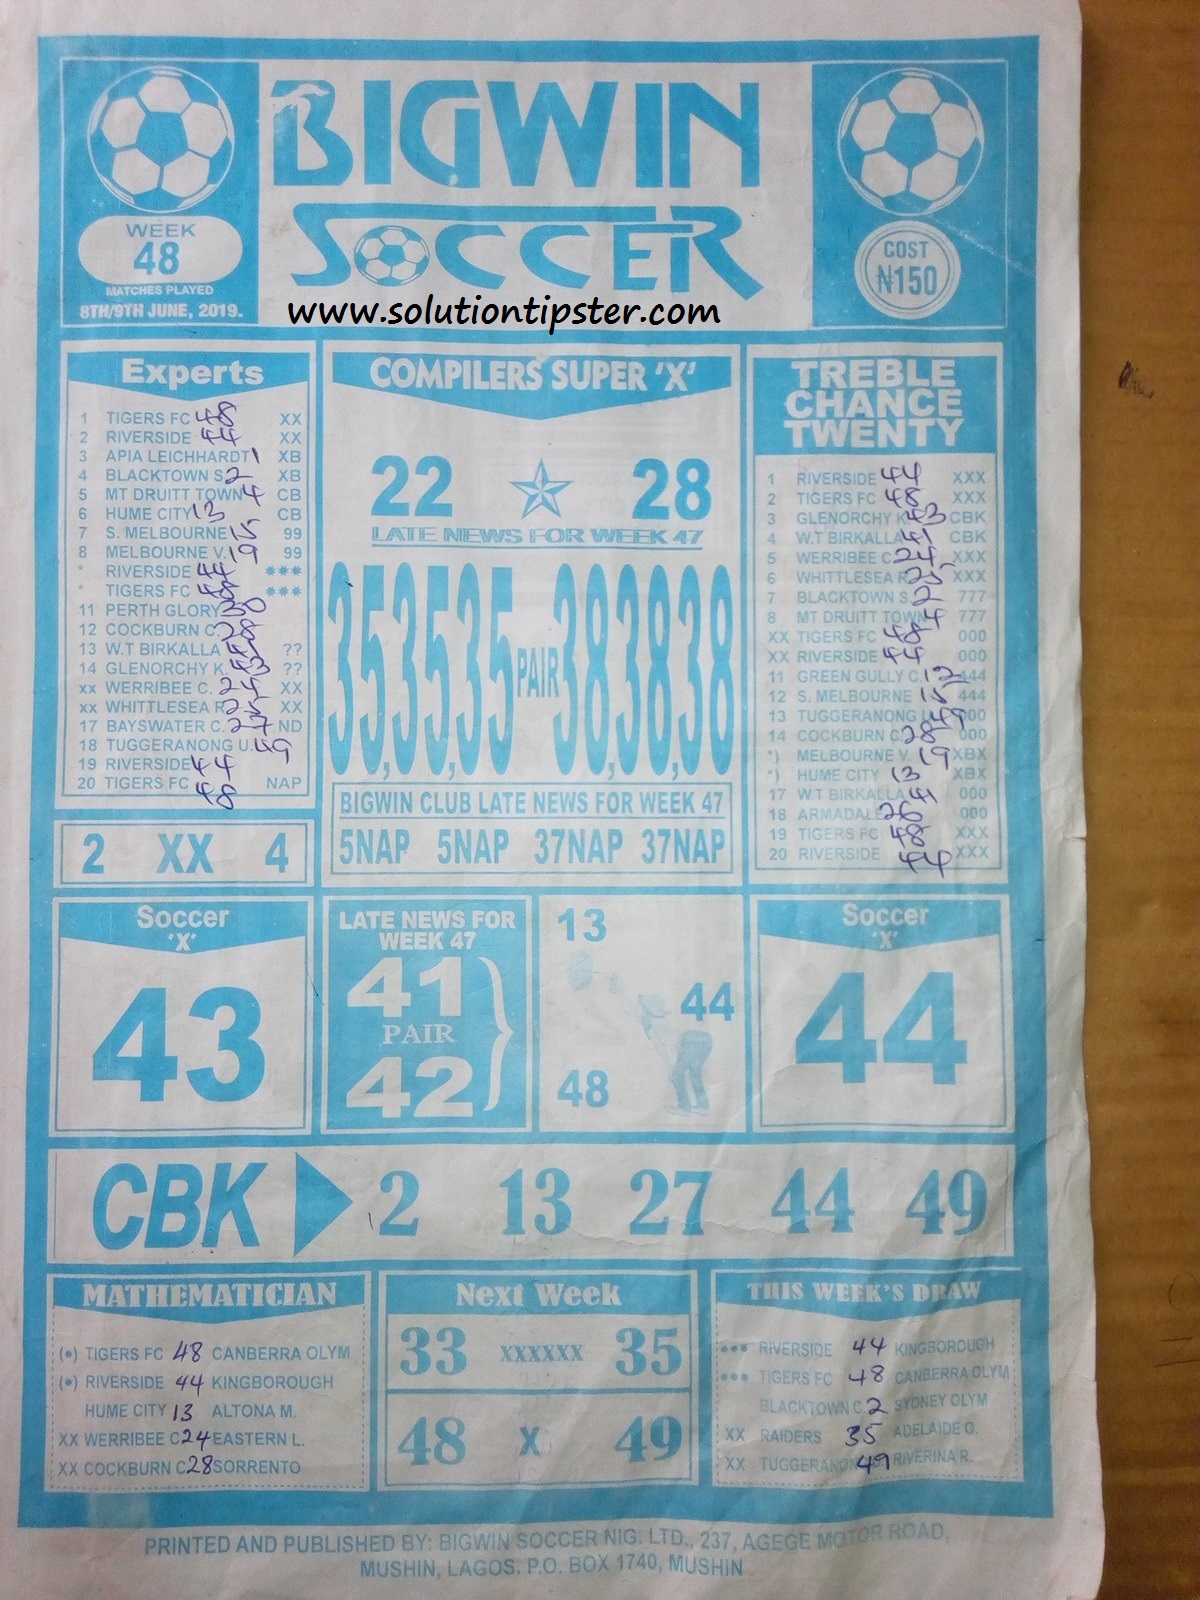 BIGWIN
SOCCER
www.solutiontipster.com
WEEK
48
MATCHES PLAYED
8TH/9TH JUNE, 2019.
COST
₦150
Experts
1 TIGERS FC 48 XX
2 RIVERSIDE 44 XX
3 APIA LEICHHARDT 1 XB
4 BLACKTOWN S. 2 XB
5 MT DRUITT TOWN 4 CB
6 HUME CITY 13 CB
7 S. MELBOURNE 15 99
8 MELBOURNE V. 19 99
* RIVERSIDE 44 ***
* TIGERS FC 48 ***
11 PERTH GLORY
12 COCKBURN C.
13 W.T BIRKALLA ??
14 GLENORCHY K. ??
xx WERRIBEE C. XX
xx WHITTLESEA R XX
17 BAYSWATER C. ND
18 TUGGERANONG U. 49
19 RIVERSIDE 44
20 TIGERS FC 48 NAP
2 XX 4
COMPILERS SUPER 'X'
22 28
LATE NEWS FOR WEEK 47
35,35,35 PAIR 38,38,38
BIGWIN CLUB LATE NEWS FOR WEEK 47
5NAP 5NAP 37NAP 37NAP
TREBLE
CHANCE
TWENTY
1 RIVERSIDE 44 XXX
2 TIGERS FC 48 XXX
3 GLENORCHY K. 43 CBK
4 W.T BIRKALLA CBK
5 WERRIBEE C. 24 XXX
6 WHITTLESEA R 25 XXX
7 BLACKTOWN S. 2 777
8 MT DRUITT TOWN 4 777
XX TIGERS FC 48 000
XX RIVERSIDE 44 000
11 GREEN GULLY C. 12 444
12 S. MELBOURNE 15 444
13 TUGGERANONG U. 49 000
14 COCKBURN C. 28 000
*) MELBOURNE V. 19 XBX
*) HUME CITY 13 XBX
17 W.T BIRKALLA 000
18 ARMADALE 26 000
19 TIGERS FC 48 XXX
20 RIVERSIDE 44 XXX
Soccer
'X'
43
LATE NEWS FOR
WEEK 47
41
PAIR
42
13
44
48
Soccer
'X'
44
CBK 2 13 27 44 49
MATHEMATICIAN
(•) TIGERS FC 48 CANBERRA OLYM
(•) RIVERSIDE 44 KINGBOROUGH
HUME CITY 13 ALTONA M.
XX WERRIBEE C 24 EASTERN L.
XX COCKBURN C 28 SORRENTO
Next Week
33 XXXXXX 35
48 X 49
THIS WEEK'S DRAW
••• RIVERSIDE 44 KINGBOROUGH
••• TIGERS FC 48 CANBERRA OLYM
BLACKTOWN C. 2 SYDNEY OLYM
XX RAIDERS 35 ADELAIDE O.
XX TUGGERANONG 49 RIVERINA R.
PRINTED AND PUBLISHED BY: BIGWIN SOCCER NIG. LTD., 237, AGEGE MOTOR ROAD,
MUSHIN, LAGOS. P.O. BOX 1740, MUSHIN